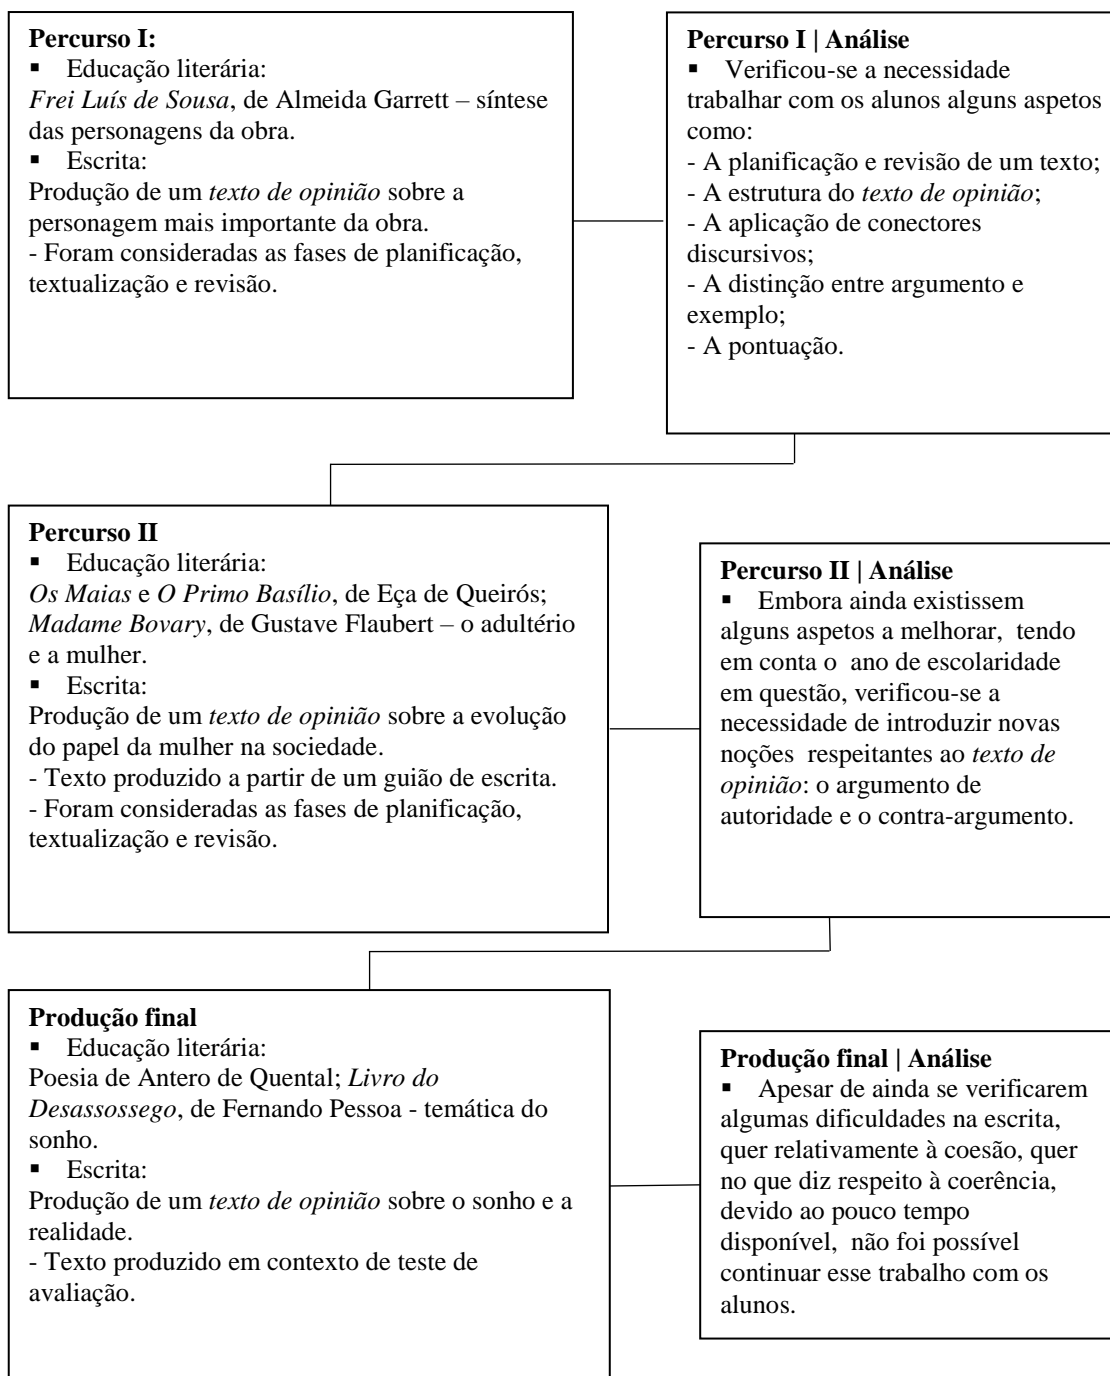 Percurso I:
▪ Educação literária:
Frei Luís de Sousa, de Almeida Garrett – síntese
das personagens da obra.
▪ Escrita:
Produção de um texto de opinião sobre a
personagem mais importante da obra.
- Foram consideradas as fases de planificação,
textualização e revisão.
Percurso I | Análise
▪ Verificou-se a necessidade
trabalhar com os alunos alguns aspetos
como:
- A planificação e revisão de um texto;
- A estrutura do texto de opinião;
- A aplicação de conectores
discursivos;
- A distinção entre argumento e
exemplo;
- A pontuação.
Percurso II
▪ Educação literária:
Os Maias e O Primo Basílio, de Eça de Queirós;
Madame Bovary, de Gustave Flaubert – o adultério
e a mulher.
▪ Escrita:
Produção de um texto de opinião sobre a evolução
do papel da mulher na sociedade.
- Texto produzido a partir de um guião de escrita.
- Foram consideradas as fases de planificação,
textualização e revisão.
Percurso II | Análise
▪ Embora ainda existissem
alguns aspetos a melhorar, tendo
em conta o ano de escolaridade
em questão, verificou-se a
necessidade de introduzir novas
noções respeitantes ao texto de
opinião: o argumento de
autoridade e o contra-argumento.
Produção final
▪ Educação literária:
Poesia de Antero de Quental; Livro do
Desassossego, de Fernando Pessoa - temática do
sonho.
▪ Escrita:
Produção de um texto de opinião sobre o sonho e a
realidade.
- Texto produzido em contexto de teste de
avaliação.
Produção final | Análise
▪ Apesar de ainda se verificarem
algumas dificuldades na escrita,
quer relativamente à coesão, quer
no que diz respeito à coerência,
devido ao pouco tempo
disponível, não foi possível
continuar esse trabalho com os
alunos.